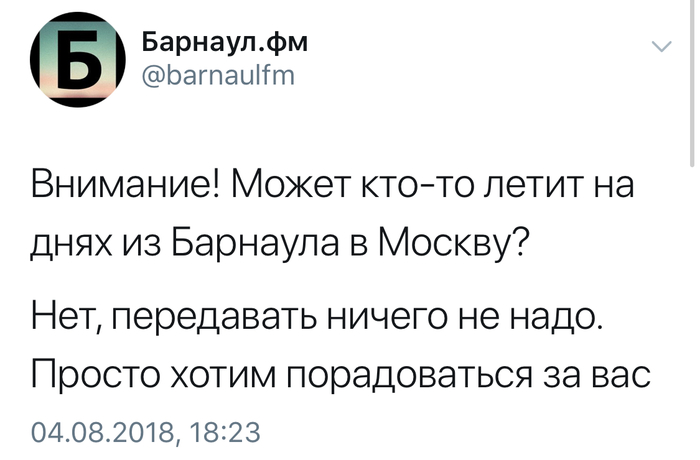 Б
Барнаул.фм
@barnaulfm
Внимание! Может кто-то летит на
днях из Барнаула в Москву?
Нет, передавать ничего не надо.
Просто хотим порадоваться за вас
04.08.2018, 18:23